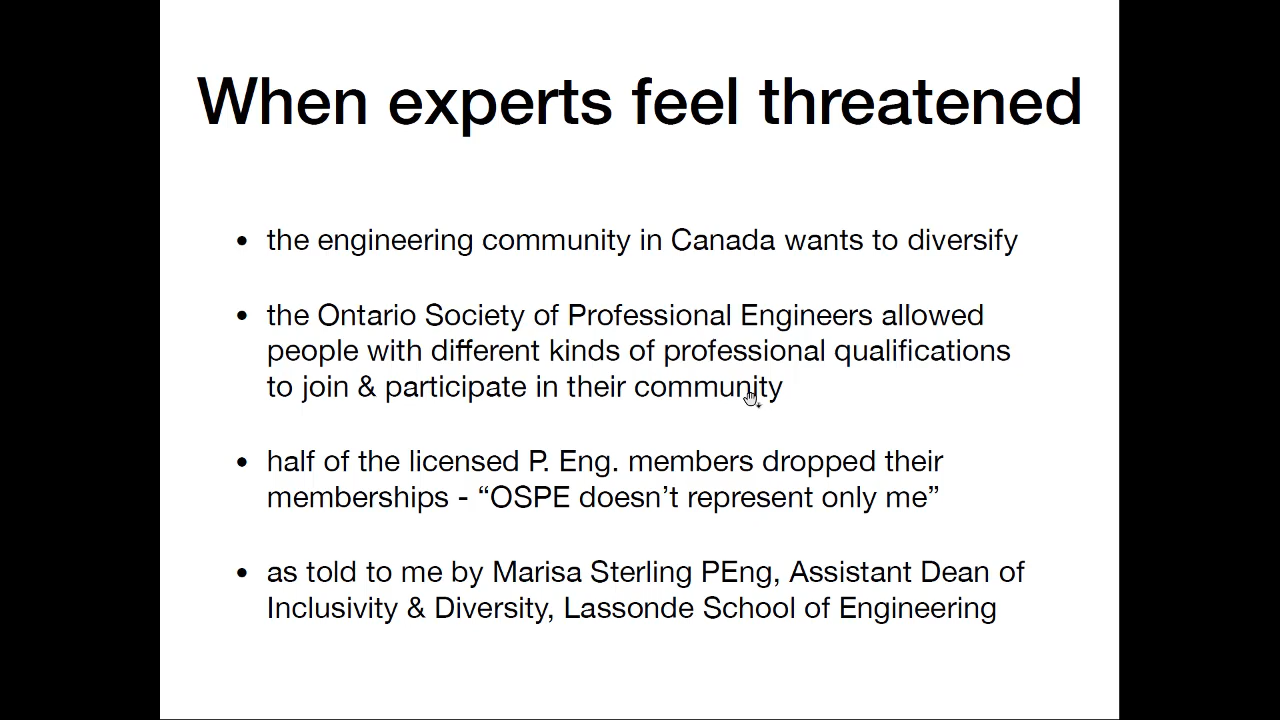 When experts feel threatened
• the engineering community in Canada wants to diversify
• the Ontario Society of Professional Engineers allowed
people with different kinds of professional qualifications
to join & participate in their community
• half of the licensed P. Eng. members dropped their
memberships - “OSPE doesn’t represent only me”
• as told to me by Marisa Sterling PEng, Assistant Dean of
Inclusivity & Diversity, Lassonde School of Engineering